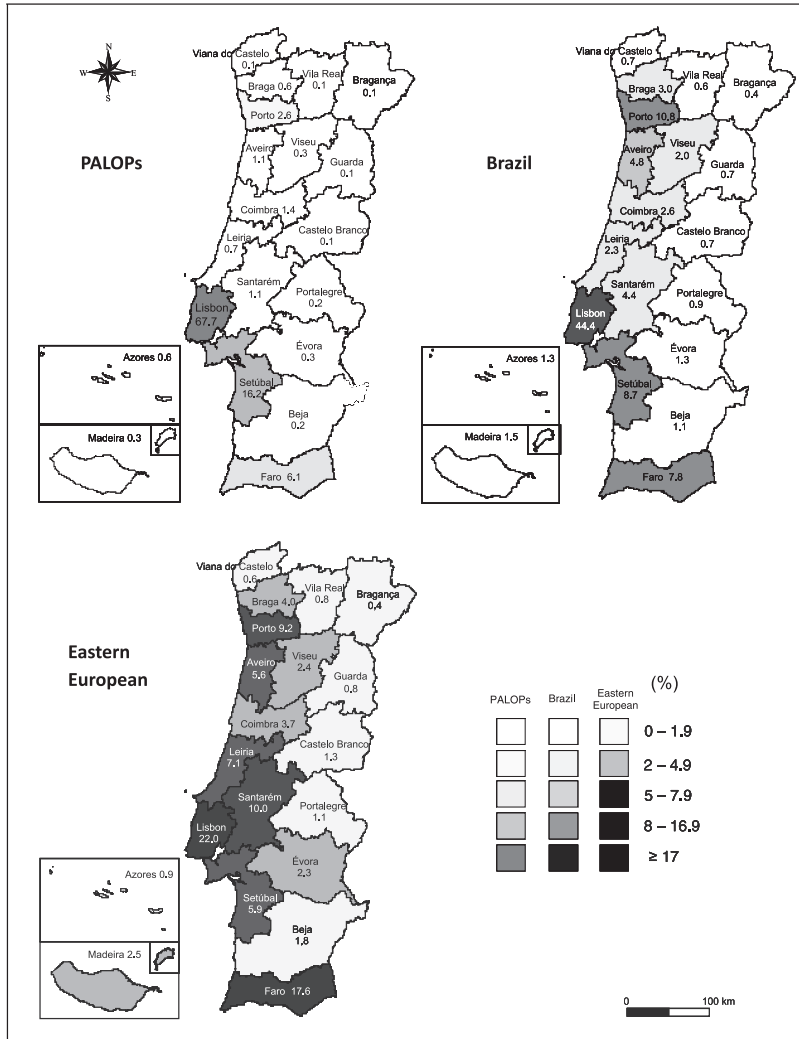 N
W E
S
PALOPs
Viana do Castelo
0.1
Braga 0.6
Vila Real
0.1
Bragança
0.1
Porto 2.6
Aveiro
1.1
Viseu
0.3
Guarda
0.1
Coimbra 1.4
Castelo Branco
0.1
Leiria
0.7
Santarém
1.1
Portalegre
0.2
Lisbon
67.7
Évora
0.3
Setúbal
16.2
Beja
0.2
Faro 6.1
Azores 0.6
Madeira 0.3
Brazil
Viana do Castelo
0.7
Braga 3.0
Vila Real
0.6
Bragança
0.4
Porto 10.8
Aveiro
4.8
Viseu
2.0
Guarda
0.7
Coimbra 2.6
Castelo Branco
0.7
Leiria
2.3
Santarém
4.4
Portalegre
0.9
Lisbon
44.4
Évora
1.3
Setúbal
8.7
Beja
1.1
Faro 7.8
Azores 1.3
Madeira 1.5
Eastern
European
Viana do Castelo
0.6
Braga 4.0
Vila Real
0.8
Bragança
0.4
Porto 9.2
Aveiro
5.6
Viseu
2.4
Guarda
0.8
Coimbra 3.7
Castelo Branco
1.3
Leiria
7.1
Santarém
10.0
Portalegre
1.1
Lisbon
22.0
Évora
2.3
Setúbal
5.9
Beja
1.8
Faro 17.6
Azores 0.9
Madeira 2.5
(%)
PALOPs Brazil Eastern
European
0 – 1.9
2 – 4.9
5 – 7.9
8 – 16.9
≥ 17
0 100 km